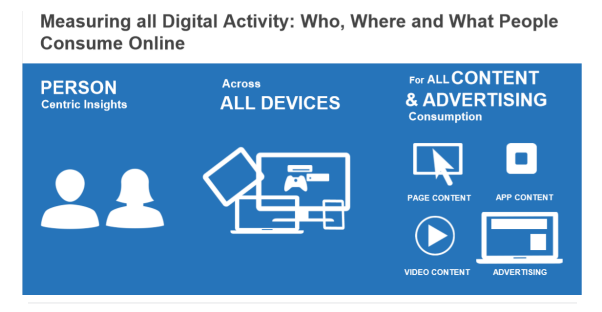 Measuring all Digital Activity: Who, Where and What People
Consume Online
PERSON
Centric Insights
Across
ALL DEVICES
For ALL CONTENT
& ADVERTISING
Consumption
PAGE CONTENT
APP CONTENT
VIDEO CONTENT
ADVERTISING